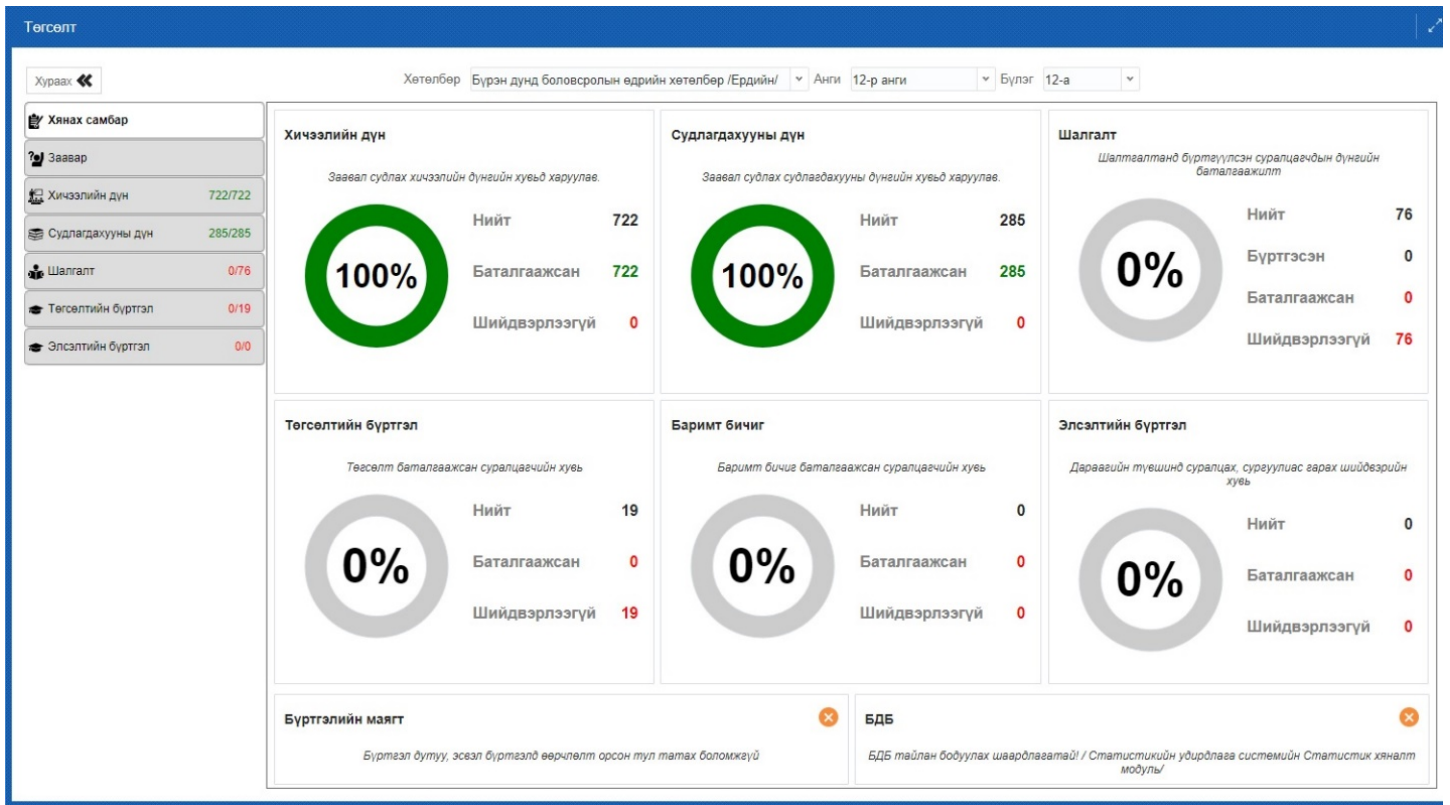 Төгсөлт
Хураах
Хөтөлбөр Бүрэн дунд боловсролын өдрийн хөтөлбөр /Ердийн/ Анги 12-р анги Бүлэг 12-а
Хянах самбар
Заавар
Хичээлийн дүн 722/722
Судлагдахууны дүн 285/285
Шалгалт 0/76
Төгсөлтийн бүртгэл 0/19
Элсэлтийн бүртгэл 0/0
Хичээлийн дүн
Заавал судлах хичээлийн дүнгийн хувьд харуулав.
100%
Нийт 722
Баталгаажсан 722
Шийдвэрлээгүй 0
Судлагдахууны дүн
Заавал судлах судлагдахууны дүнгийн хувьд харуулав.
100%
Нийт 285
Баталгаажсан 285
Шийдвэрлээгүй 0
Шалгалт
Шалтгалтанд бүртгүүлсэн суралцагчдын дүнгийн
баталгаажилт
0%
Нийт 76
Бүртгэсэн 0
Баталгаажсан 0
Шийдвэрлээгүй 76
Төгсөлтийн бүртгэл
Төгсөлт баталгаажсан суралцагчийн хувь
0%
Нийт 19
Баталгаажсан 0
Шийдвэрлээгүй 19
Баримт бичиг
Баримт бичиг баталгаажсан суралцагчийн хувь
0%
Нийт 0
Баталгаажсан 0
Шийдвэрлээгүй 0
Элсэлтийн бүртгэл
Дараагийн түвшинд суралцах, сургуулиас гарах шийдвэрийн
хувь
0%
Нийт 0
Баталгаажсан 0
Шийдвэрлээгүй 0
Бүртгэлийн маягт
Бүртгэл дутуу, эсвэл бүртгэлд өөрчлөлт орсон тул татах боломжгүй
БДБ
БДБ тайлан бодуулах шаардлагатай! / Статистикийн удирдлага системийн Статистик хяналт
модуль/